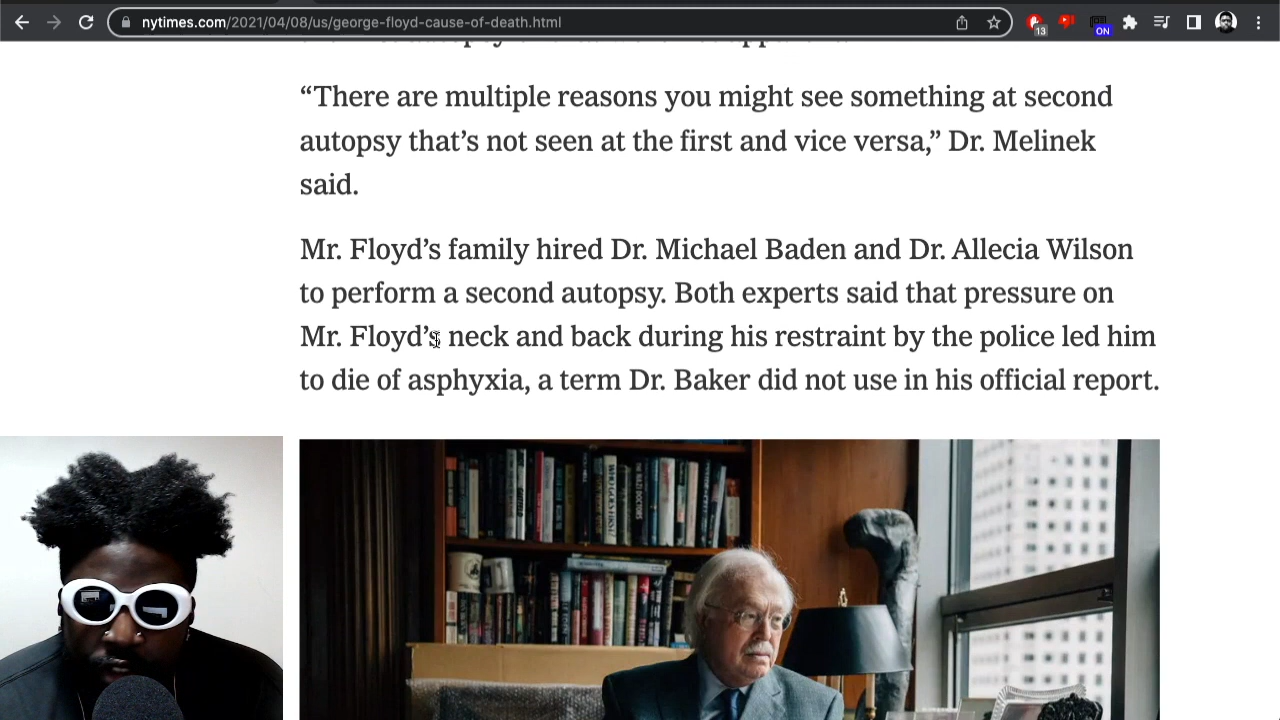 nytimes.com/2021/04/08/us/george-floyd-cause-of-death.html
13
ON
“There are multiple reasons you might see something at second
autopsy that’s not seen at the first and vice versa,” Dr. Melinek
said.
Mr. Floyd’s family hired Dr. Michael Baden and Dr. Allecia Wilson
to perform a second autopsy. Both experts said that pressure on
Mr. Floyd’s neck and back during his restraint by the police led him
to die of asphyxia, a term Dr. Baker did not use in his official report.